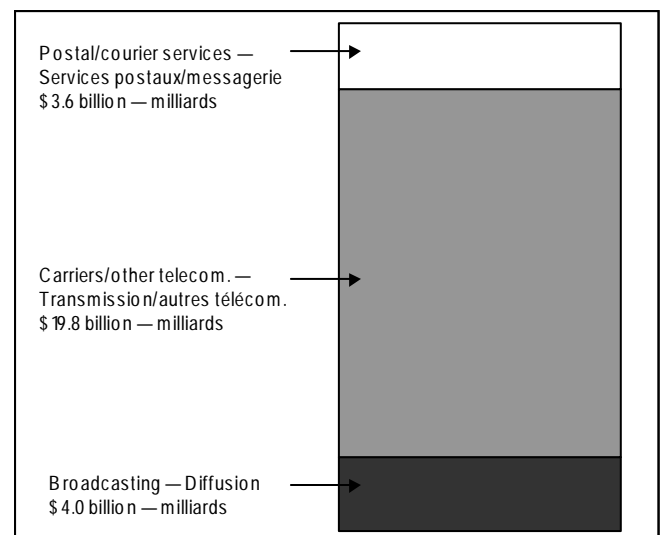 Postal/courier services —
Services postaux/messagerie
$3.6 billion — milliards
Carriers/other telecom. —
Transmission/autres télécom.
$19.8 billion — milliards
Broadcasting — Diffusion
$4.0 billion — milliards